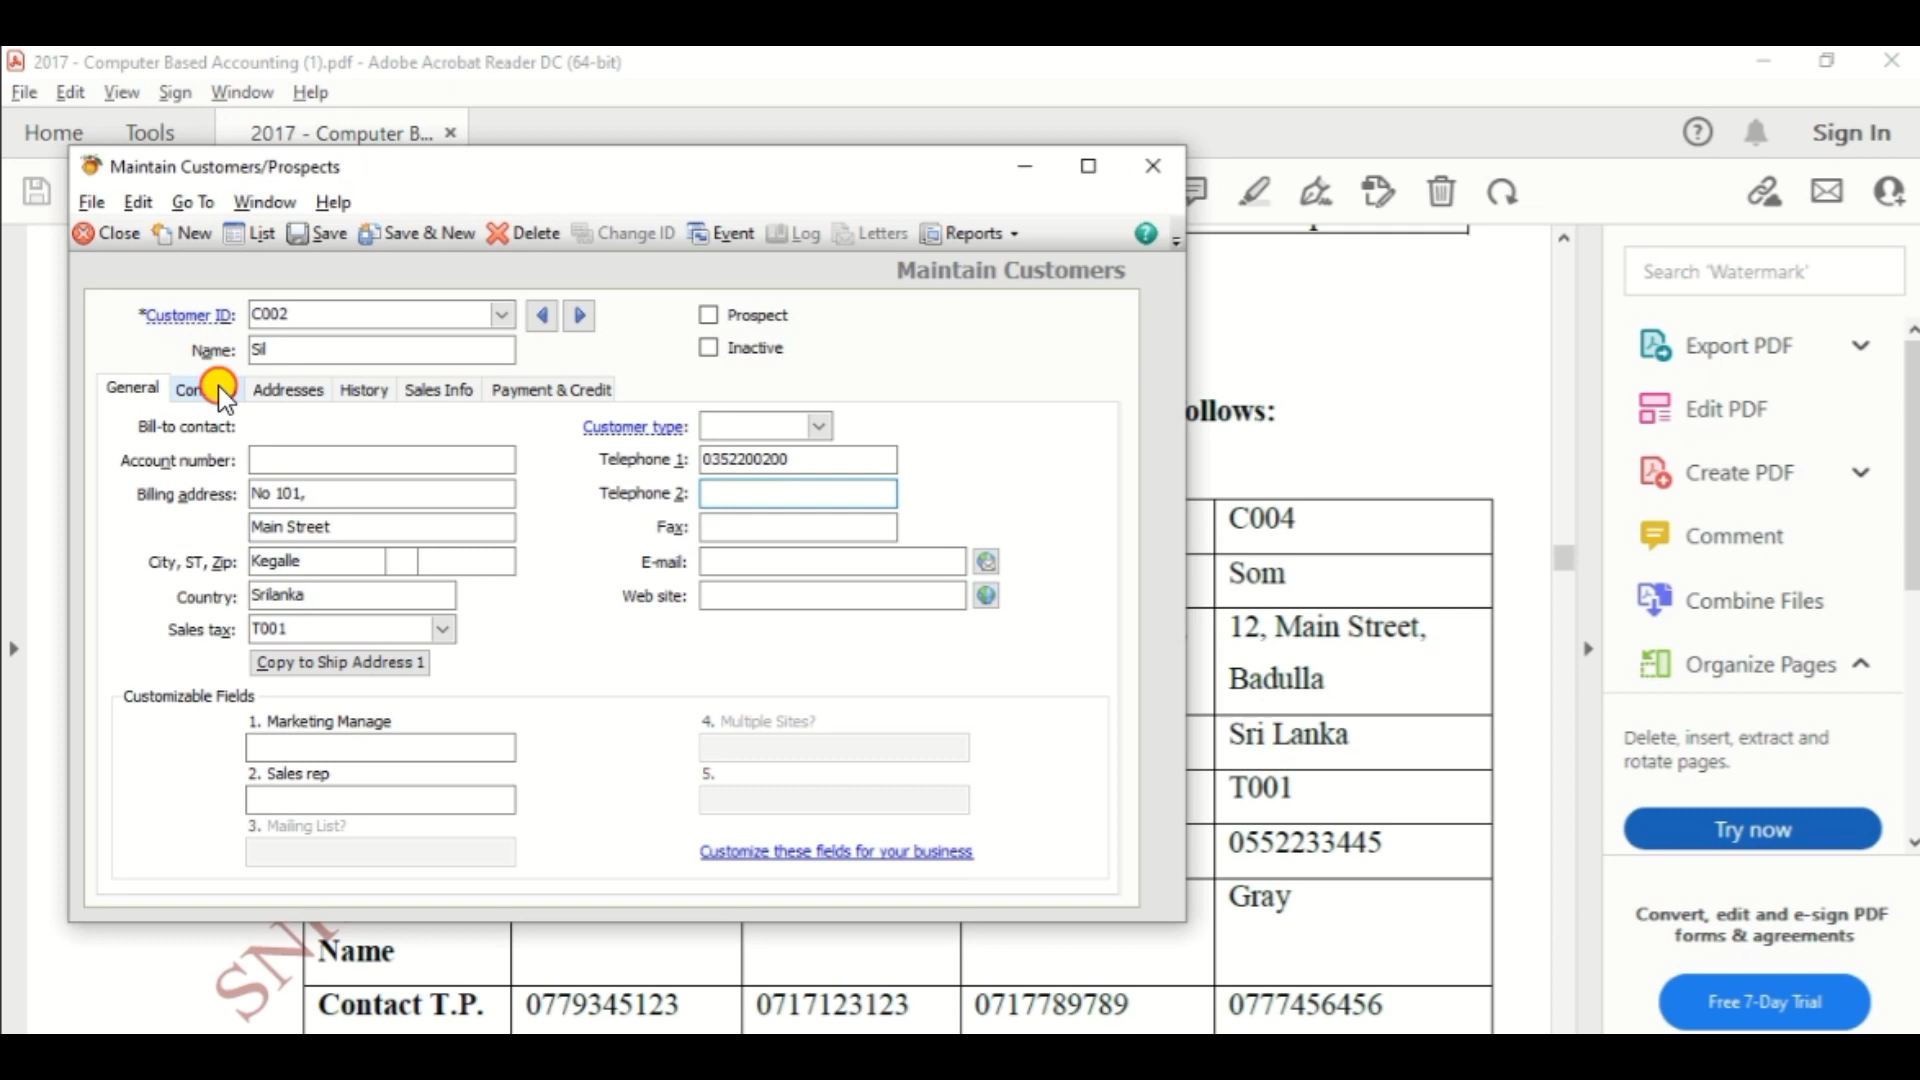 2017 - Computer Based Accounting (1).pdf - Adobe Acrobat Reader DC (64-bit)
File Edit View Sign Window Help
Home Tools 2017 - Computer B... ×
Sign In
Maintain Customers/Prospects
File Edit Go To Window Help
Close New List Save Save & New Delete Change ID Event Log Letters Reports
Maintain Customers
*Customer ID: C002
Prospect
Name: Sil
Inactive
General Addresses History Sales Info Payment & Credit
Bill-to contact:
Customer type:
Account number:
Telephone 1: 0352200200
Billing address: No 101,
Telephone 2:
Main Street
Fax:
City, ST, Zip: Kegalle
E-mail:
Country: Srilanka
Web site:
Sales tax: T001
Copy to Ship Address 1
Customizable Fields
1. Marketing Manage
4. Multiple Sites?
2. Sales rep
5.
3. Mailing List?
Customize these fields for your business
ollows:
C004
Som
12, Main Street,
Badulla
Sri Lanka
T001
0552233445
Gray
Name
Contact T.P. 0779345123 0717123123 0717789789 0777456456
Search 'Watermark'
Export PDF
Edit PDF
Create PDF
Comment
Combine Files
Organize Pages
Delete, insert, extract and
rotate pages.
Try now
Convert, edit and e-sign PDF
forms & agreements
Free 7-Day Trial